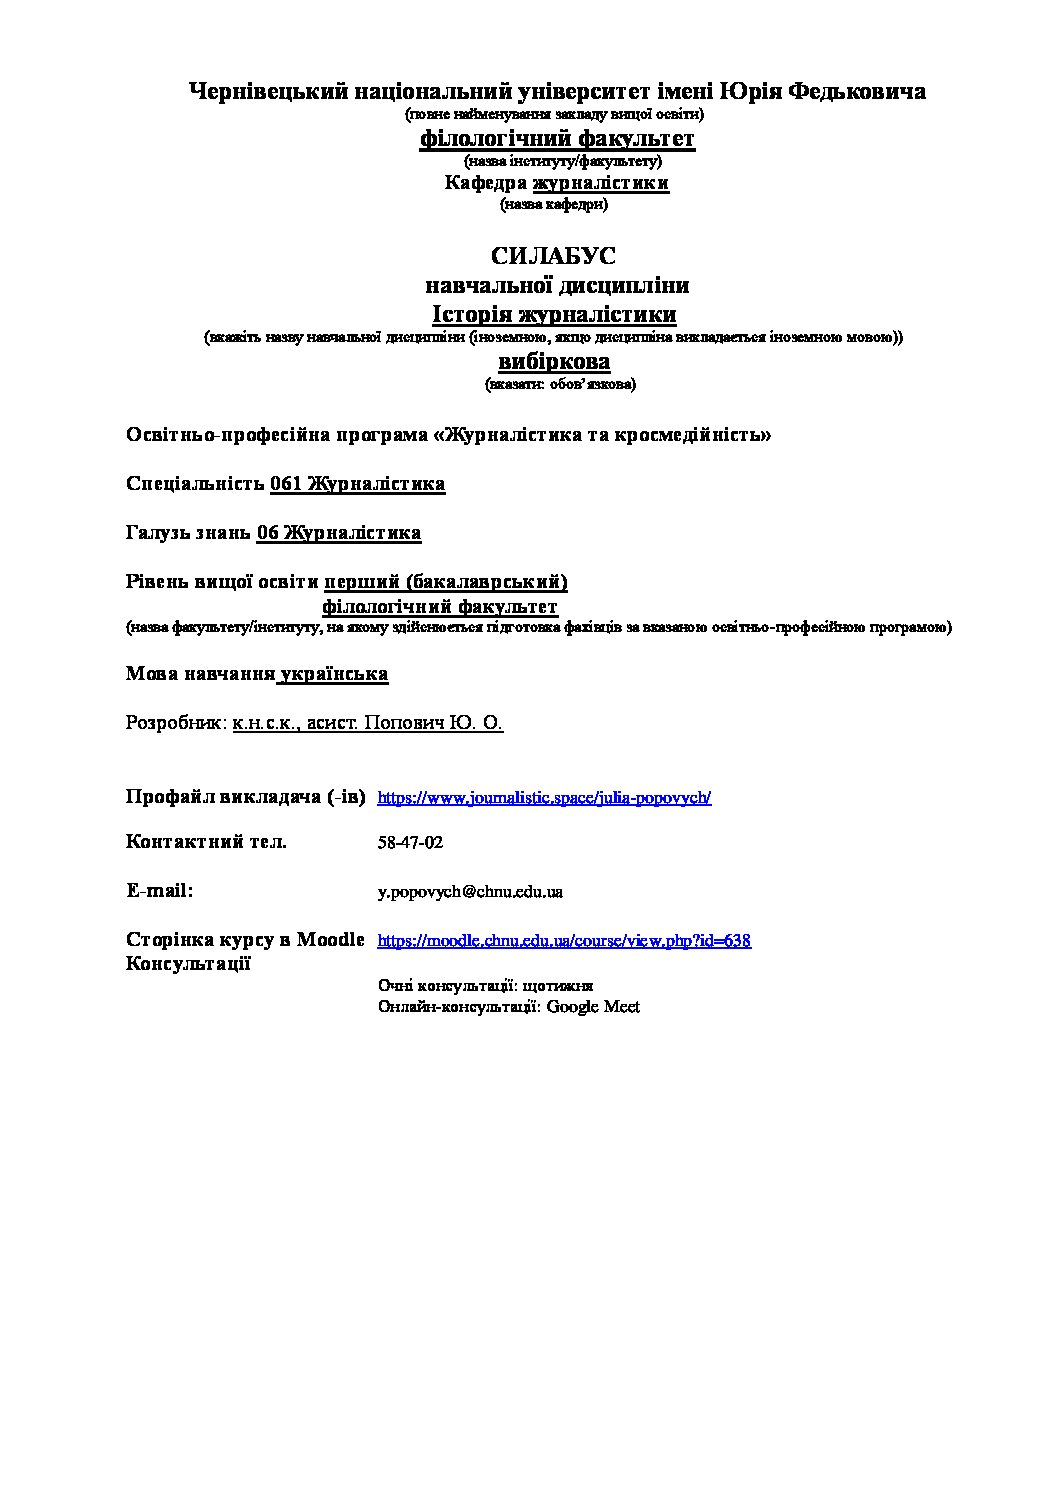 Чернівецький національний університет імені Юрія Федьковича
(повне найменування закладу вищої освіти)
філологічний факультет
(назва інституту/факультету)
Кафедра журналістики
(назва кафедри)
СИЛАБУС
навчальної дисципліни
Історія журналістики
(вкажіть назву навчальної дисципліни (іноземною, якщо дисципліна викладається іноземною мовою))
вибіркова
(вказати: обов’язкова)
Освітньо-професійна програма «Журналістика та кросмедійність»
Спеціальність 061 Журналістика
Галузь знань 06 Журналістика
Рівень вищої освіти перший (бакалаврський)
філологічний факультет
(назва факультету/інституту, на якому здійснюється підготовка фахівців за вказаною освітньо-професійною програмою)
Мова навчання українська
Розробник: к.н.с.к., асист. Попович Ю. О.
Профайл викладача (-ів) https://www.journalistic.space/julia-popovych/
Контактний тел. 58-47-02
E-mail: y.popovych@chnu.edu.ua
Сторінка курсу в Moodle https://moodle.chnu.edu.ua/course/view.php?id=638
Консультації
Очні консультації: щотижня
Онлайн-консультації: Google Meet